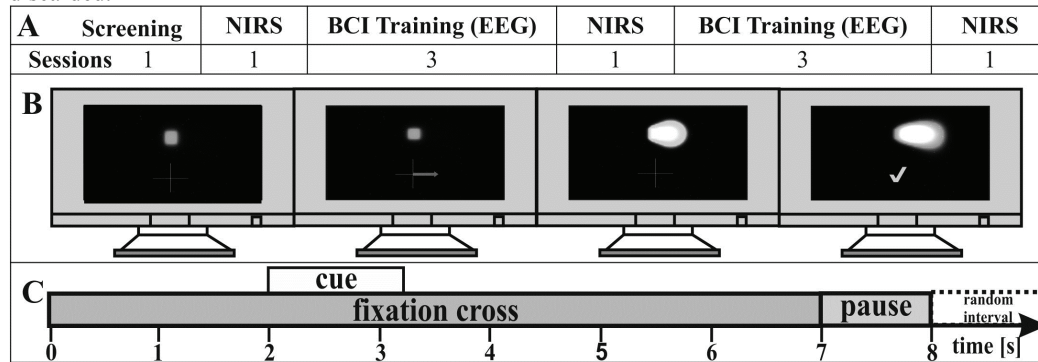 A Screening NIRS BCI Training (EEG) NIRS BCI Training (EEG) NIRS
Sessions 1 1 3 1 3 1
B
C cue
fixation cross pause random
interval
0 1 2 3 4 5 6 7 8 time [s]